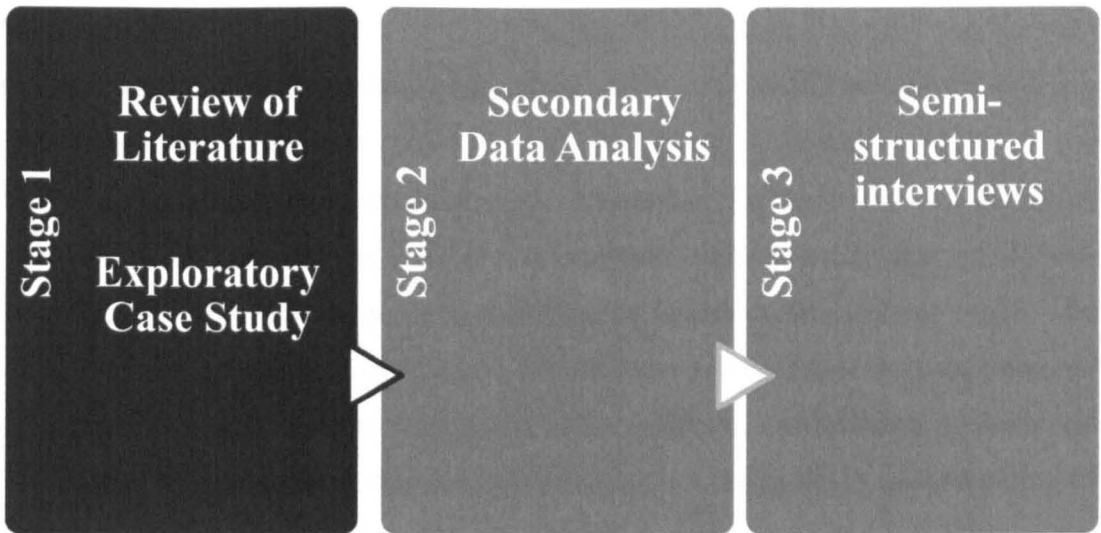 Stage 1
Review of
Literature
Exploratory
Case Study
Stage 2
Secondary
Data Analysis
Stage 3
Semi-
structured
interviews